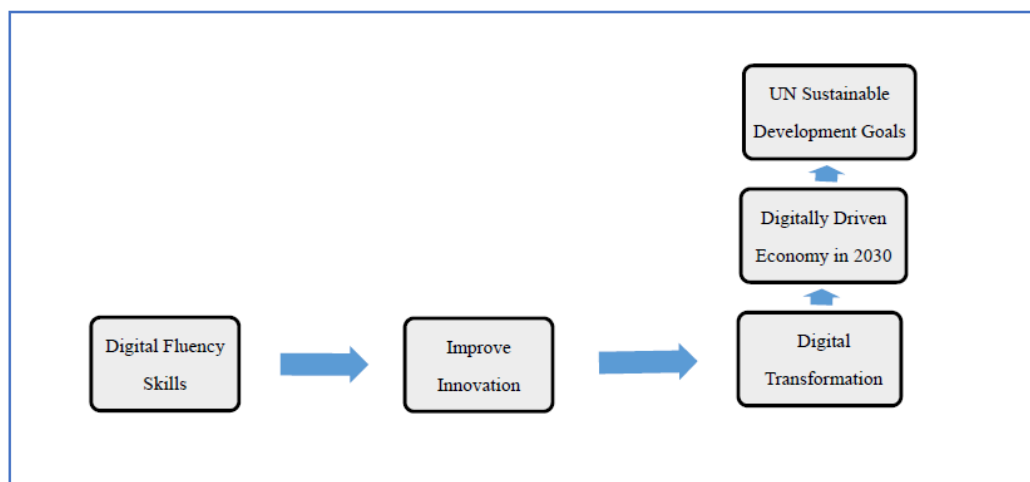 UN Sustainable
Development Goals
Digitally Driven
Economy in 2030
Digital Fluency
Skills
Improve
Innovation
Digital
Transformation